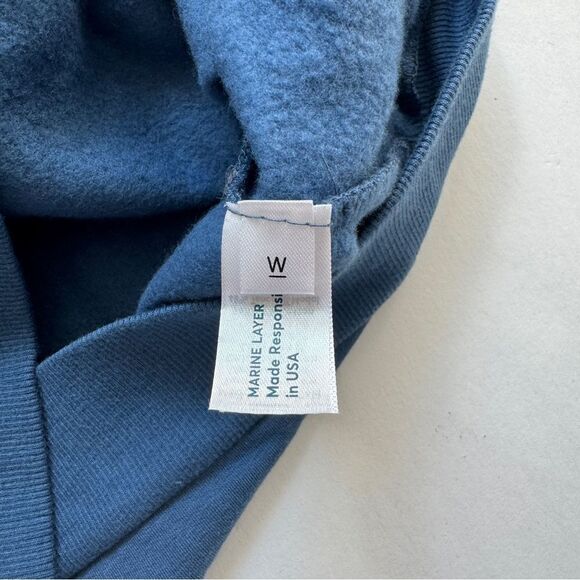 W
MARINE LAYER
Made Responsi
in USA